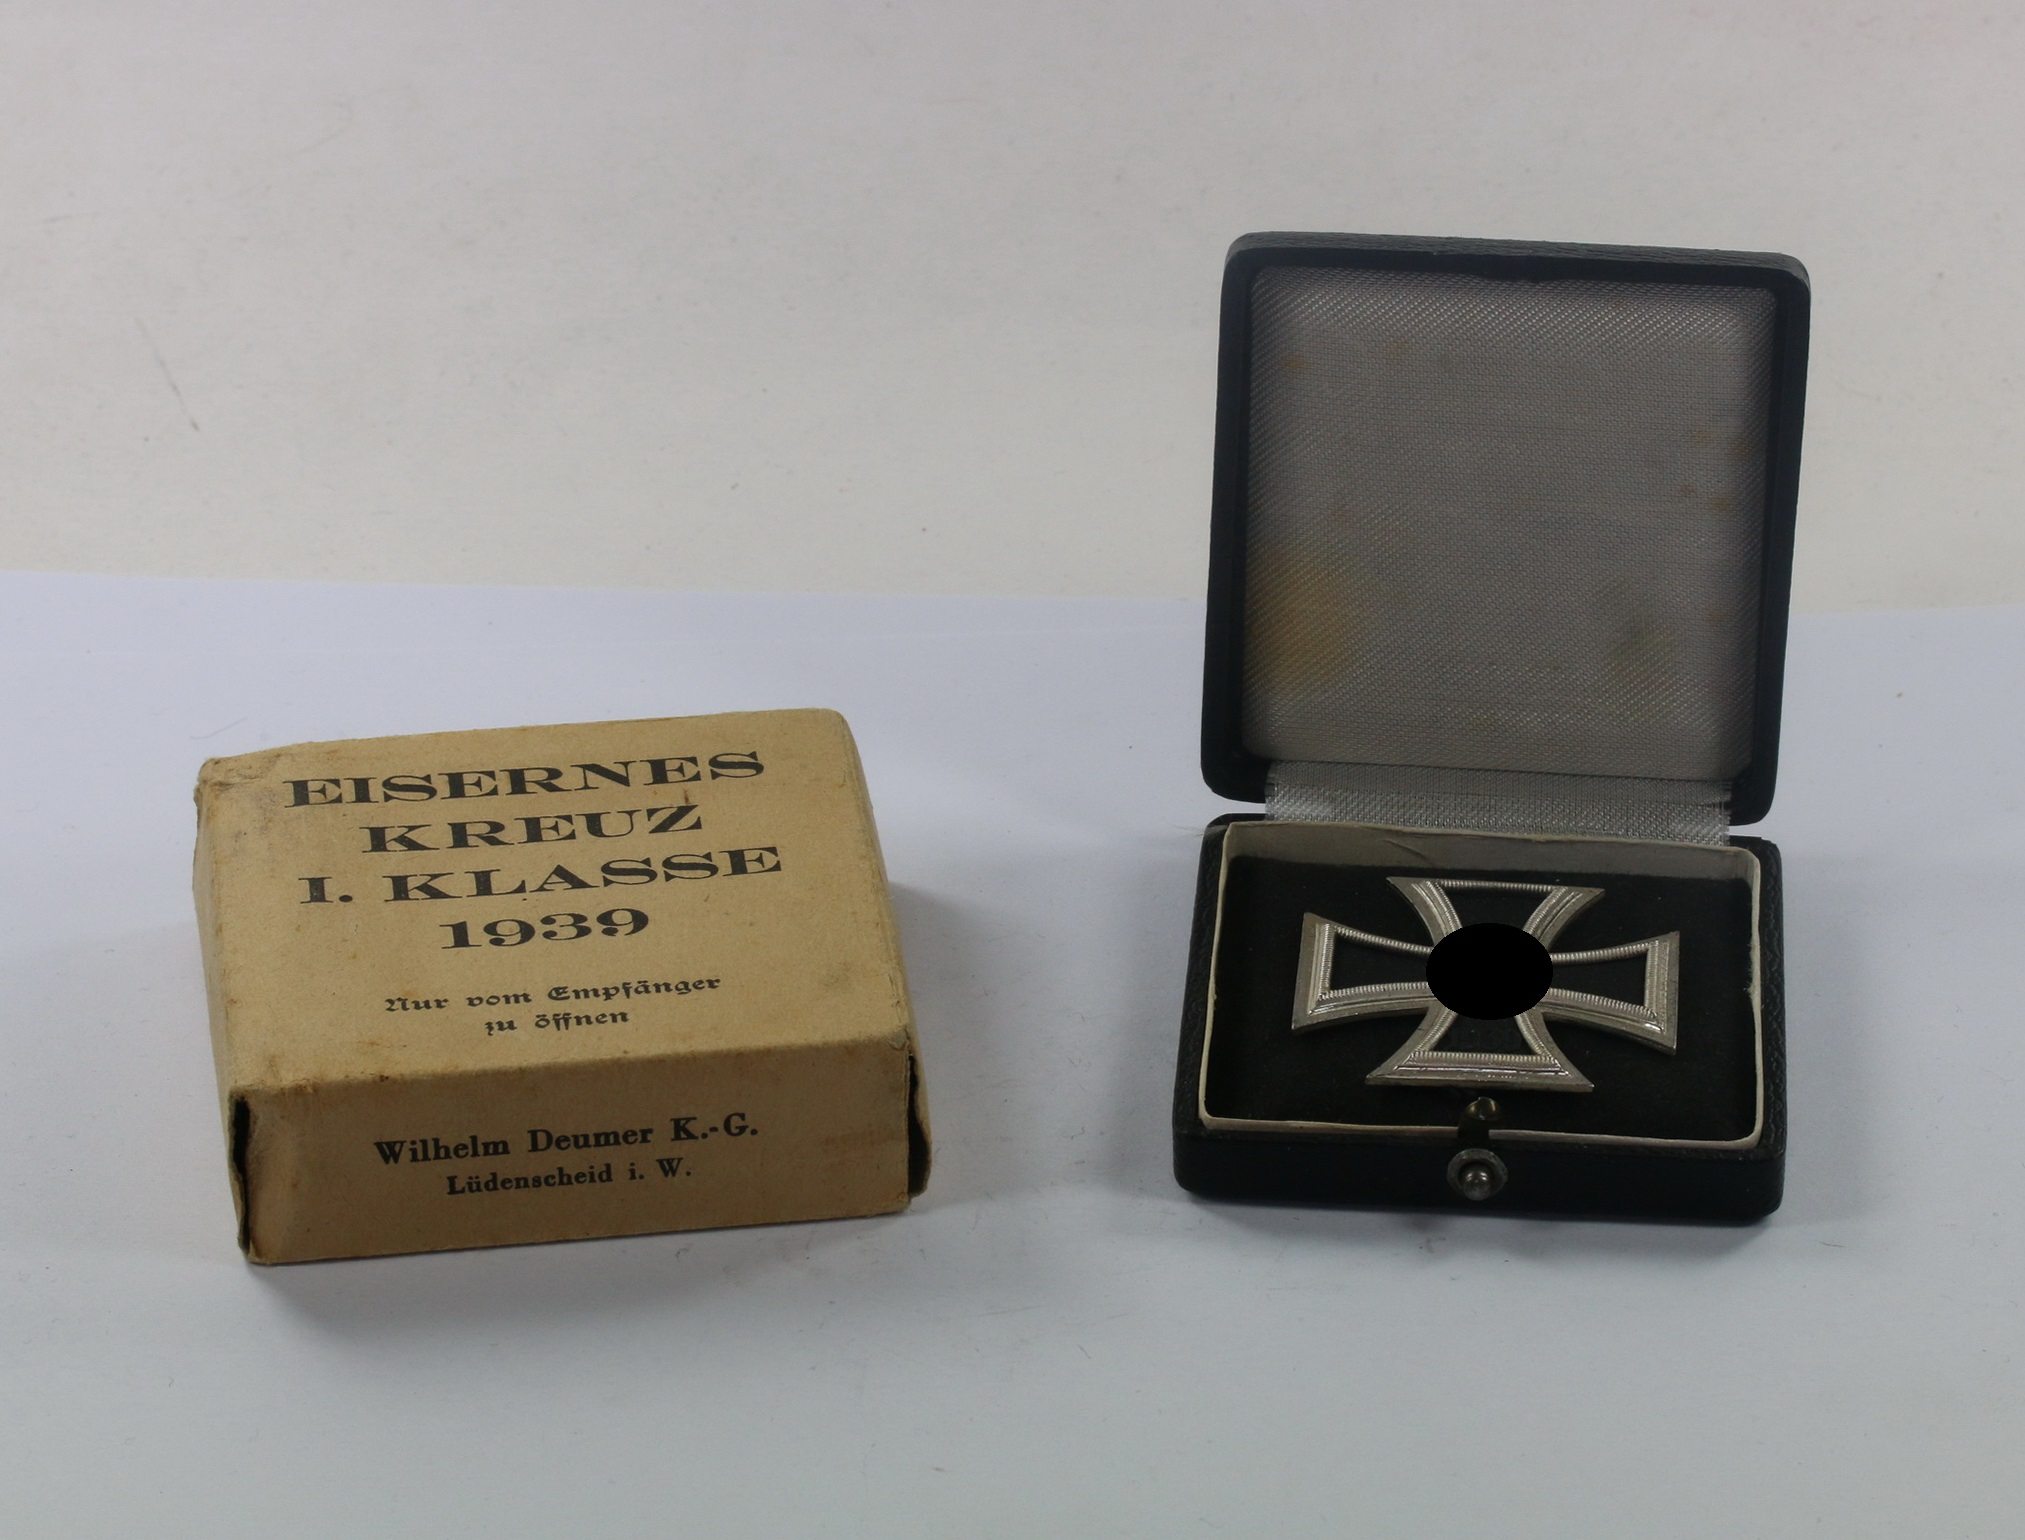 EISERNES
KREUZ
I. KLASSE
1939
Nur vom Empfänger
zu öffnen
Wilhelm Deumer K.-G.
Lüdenscheid i. W.